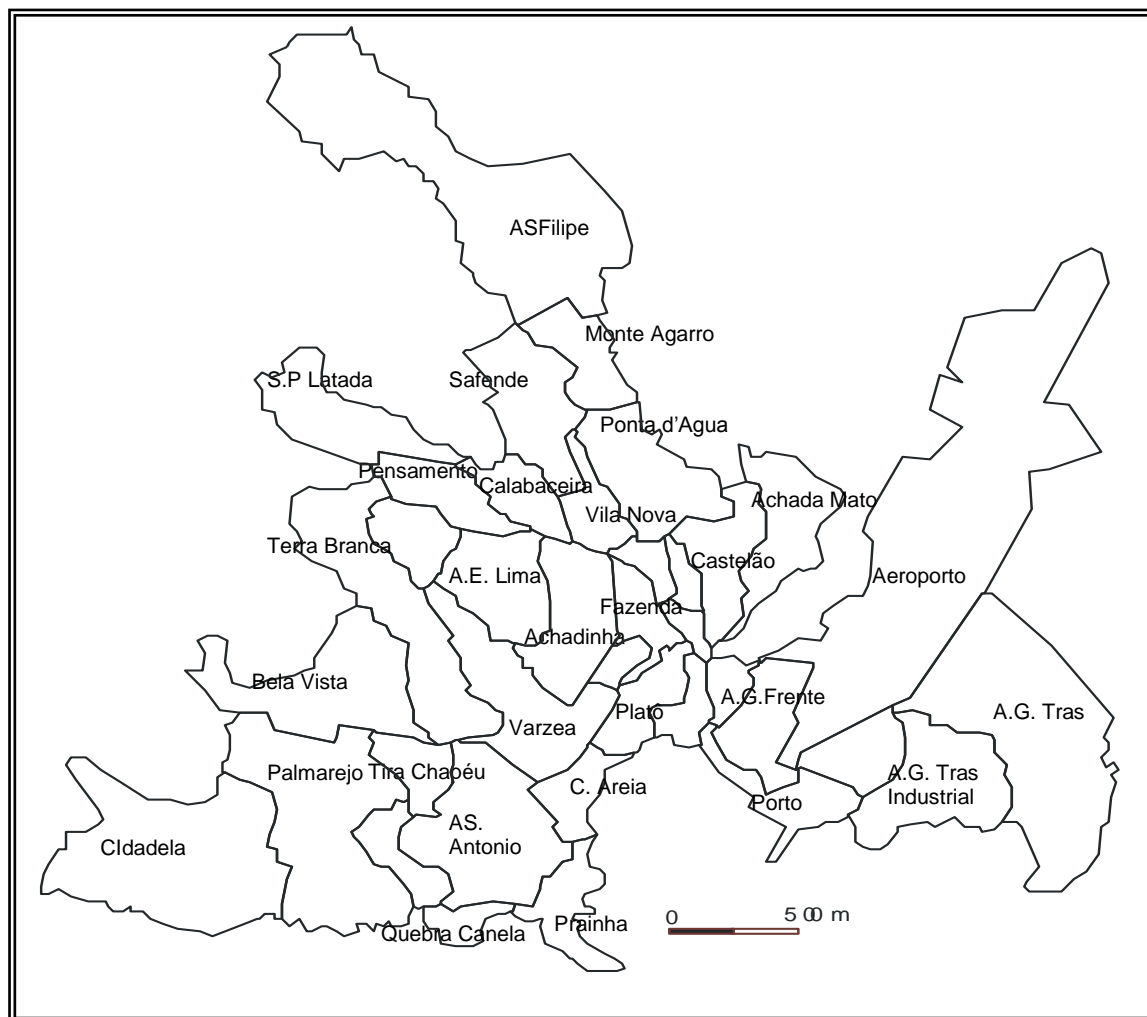 ASFilipe
Monte Agarro
S.P Latada
Safende
Ponta d’Agua
Pensamento
Calabaceira
Achada Mato
Vila Nova
Terra Branca
Castelão
A.E. Lima
Aeroporto
Fazenda
Achadinha
Bela Vista
A.G.Frente
Platô
A.G. Tras
Varzea
Palmarejo
Tira Chapéu
C. Areia
A.G. Tras
Industrial
Porto
AS.
Antonio
CIdadela
Prainha
Quebra Canela
0 500 m